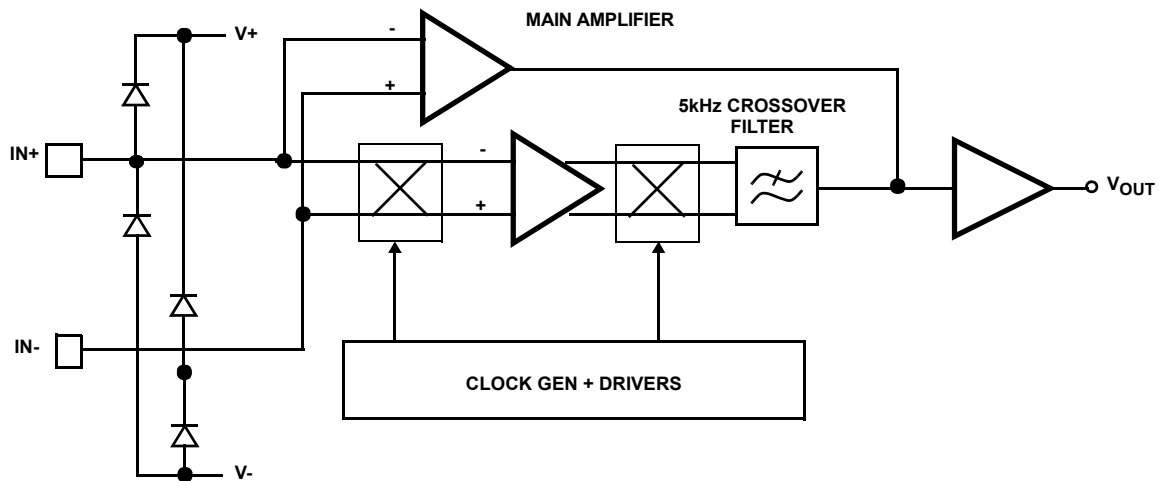 MAIN AMPLIFIER
V+
-
+
5kHz CROSSOVER
FILTER
IN+
-
+
VOUT
IN-
CLOCK GEN + DRIVERS
V-